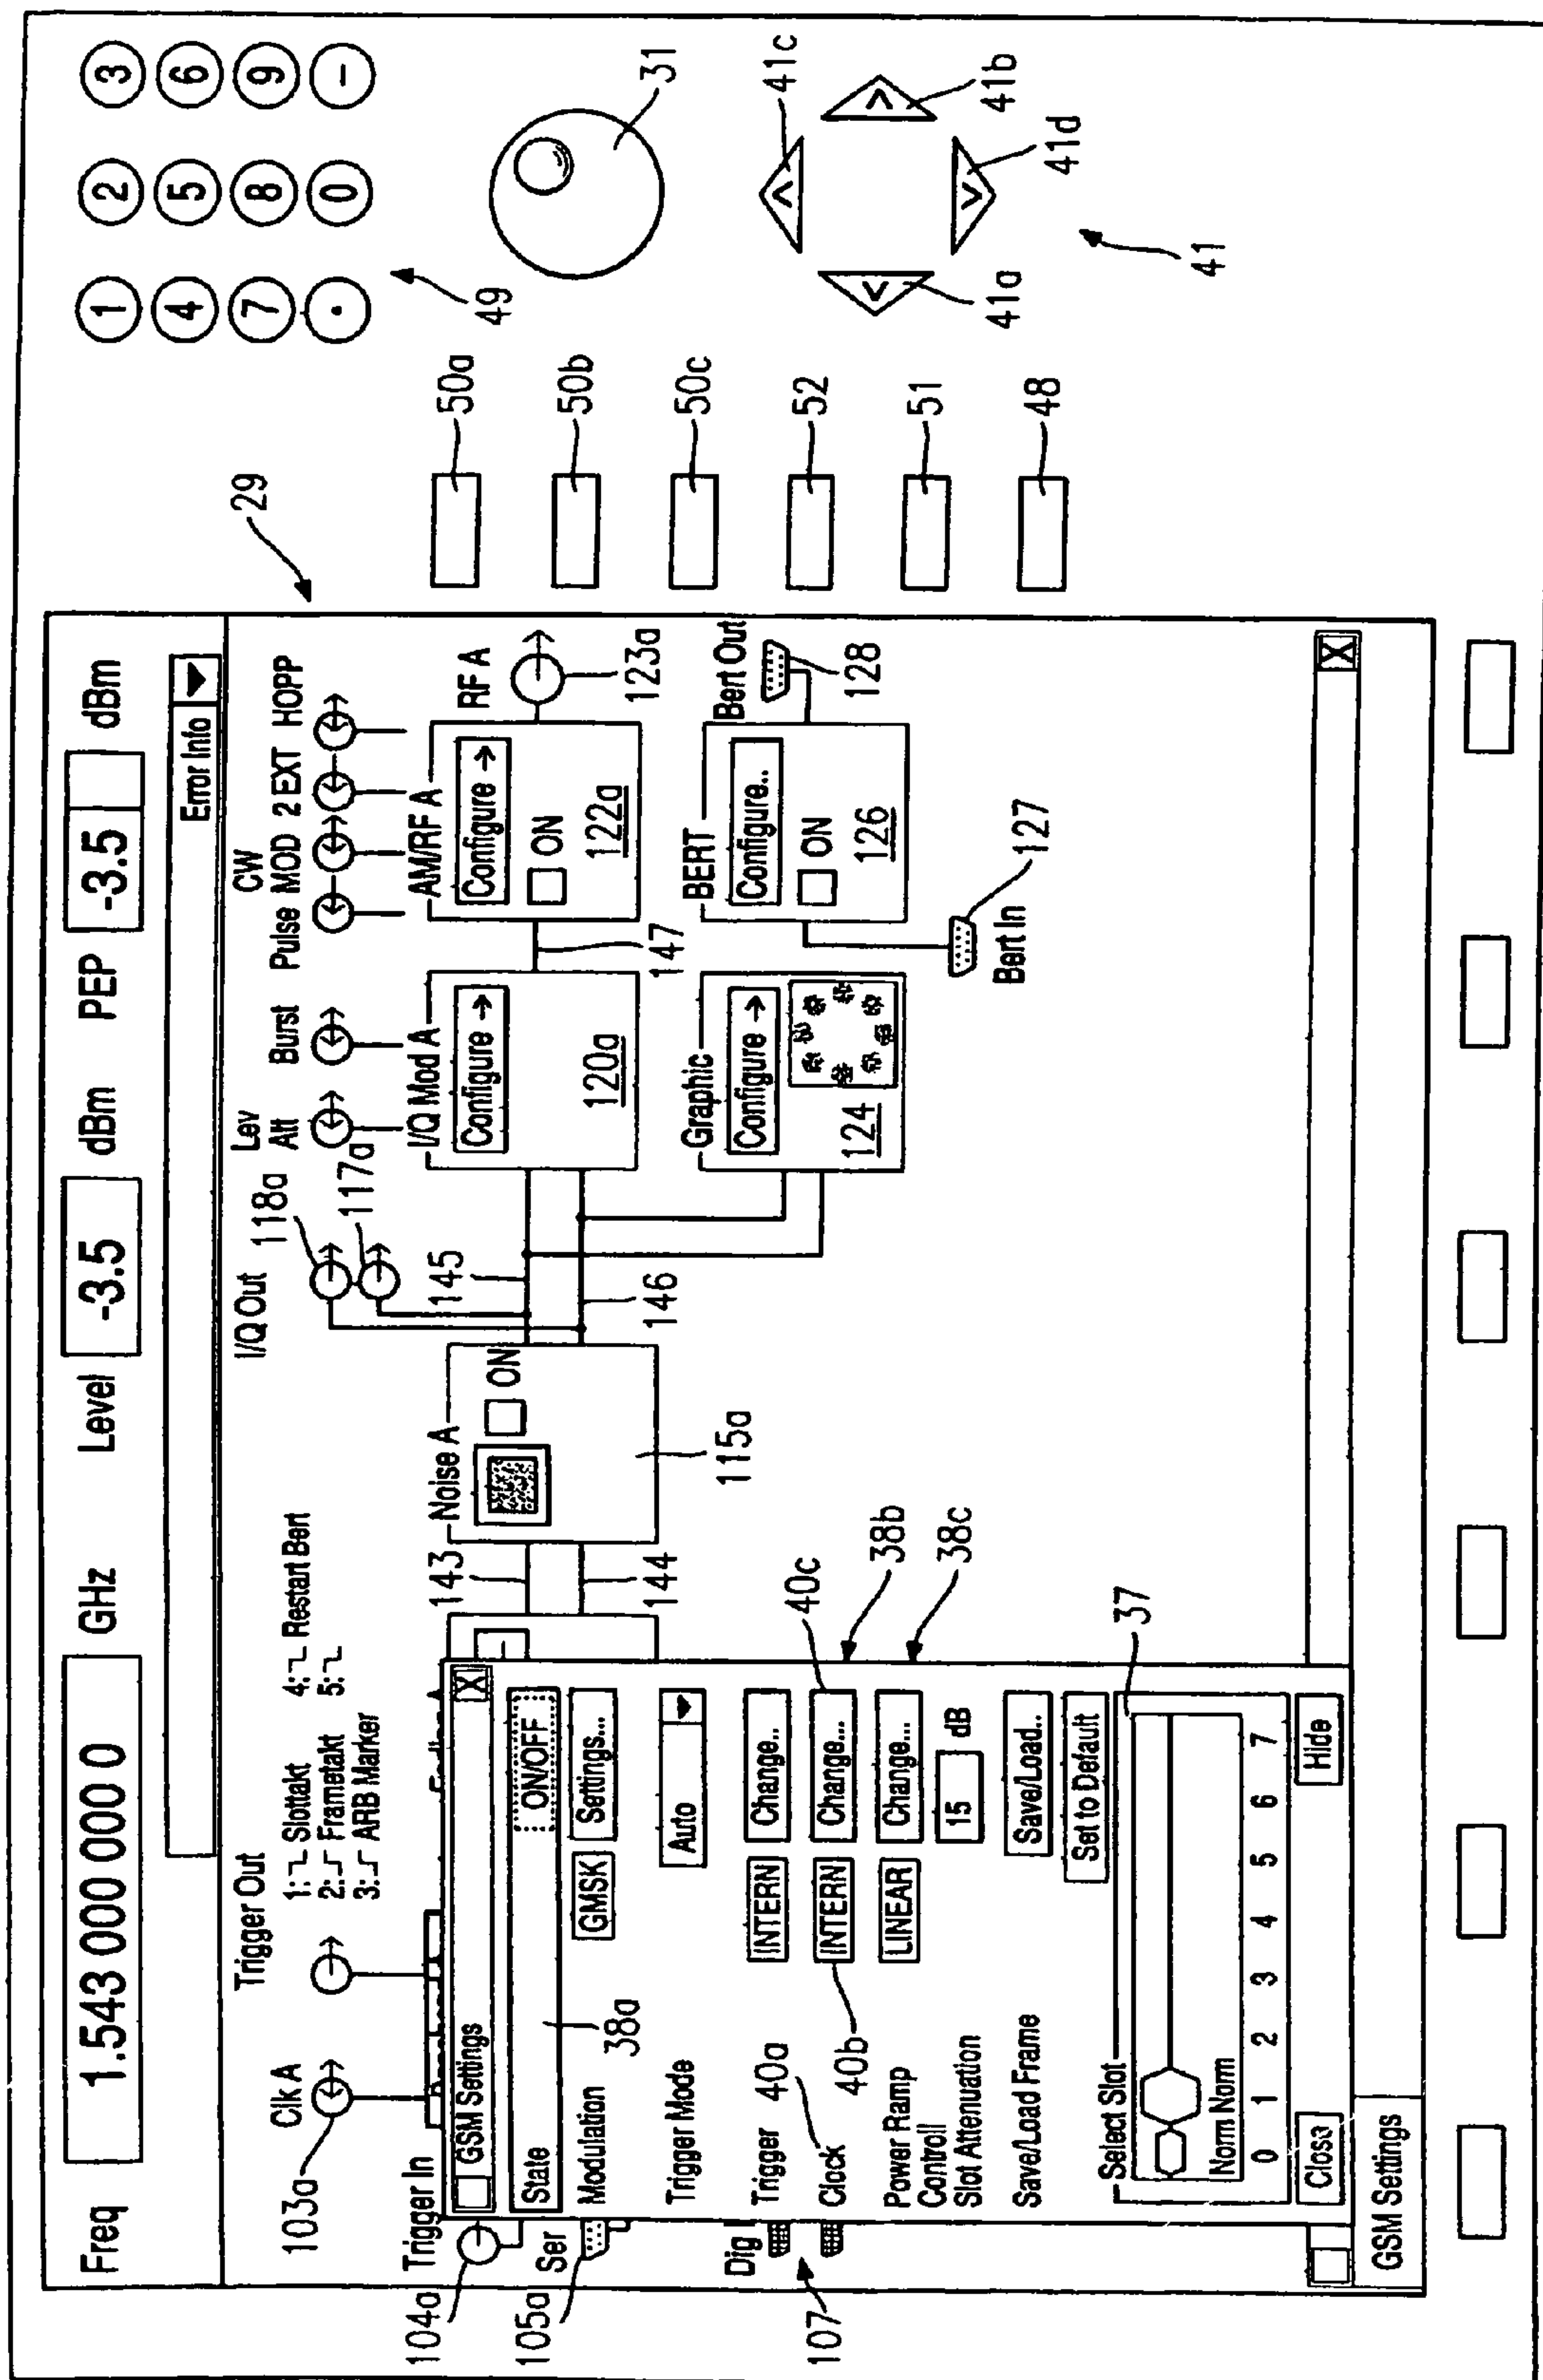 Freq 1.543 000 000 0 GHz Level -3.5 dBm PEP -3.5 dBm
Error Info
29
Clk A
103a
Trigger Out
1: Slottakt 4: Restart Bert
2: Frametakt 5:
3: ARB Marker
I/Q Out
118a
117a
Lev
Att
Burst
Pulse
CW
MOD
2 EXT
HOPP
Trigger In
104a
Ser
105a
Dig
107
GSM Settings X
State ON/OFF
38a
Modulation GMSK Settings...
Trigger Mode Auto
Trigger INTERN Change..
40a
Clock INTERN Change...
40b
40c
38b
Power Ramp
Controll LINEAR Change...
38c
Slot Attenuation 15 dB
Save/Load Frame Save/Load..
Set to Default
Select Slot
37
Norm Norm
0 1 2 3 4 5 6 7
Close Hide
X
GSM Settings
143
144
Noise A
ON
115a
145
146
I/Q Mod A
Configure →
120a
147
AM/RF A
Configure →
ON
122a
RF A
123a
Graphic
Configure →
124
BERT
Configure..
ON
126
Bert In
127
Bert Out
128
50a
50b
50c
52
51
48
1 2 3
4 5 6
7 8 9
. 0 -
49
31
41a
41b
41c
41d
41